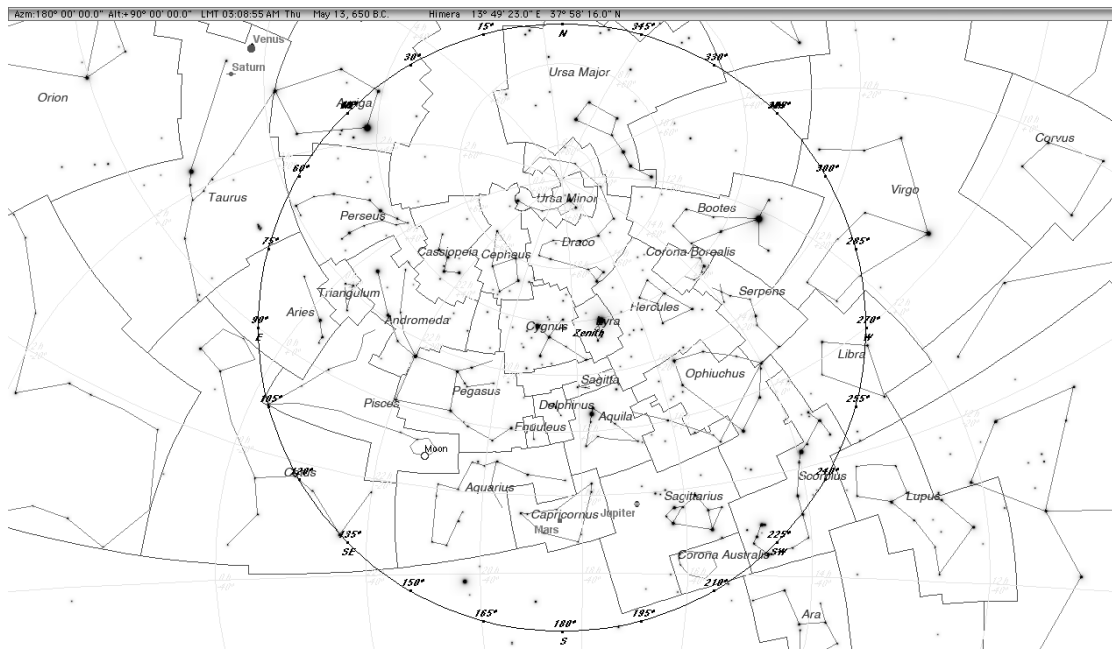 Azm:180° 00' 00.0" Alt:+90° 00' 00.0" LMT 03:08:55 AM Thu May 13, 650 B.C. Himera 13° 49' 23.0" E 37° 58' 16.0" N
15°
N
345°
Venus
30°
330°
Saturn
Ursa Major
Orion
Auriga
Corvus
60°
300°
Taurus
Virgo
Ursa Minor
Bootes
Perseus
75°
285°
Draco
Cassiopeia
Cepheus
Corona Borealis
Triangulum
Serpens
Aries
Hercules
Andromeda
90°
E
Cygnus
Lyra
Zenith
270°
W
Libra
Ophiuchus
Sagitta
Pegasus
105°
Pisces
Delphinus
Aquila
255°
Equuleus
Moon
120°
Cetus
240°
Scorpius
Aquarius
Sagittarius
Lupus
Capricornus
Jupiter
Mars
135°
SE
225°
SW
Corona Australis
150°
210°
Ara
165°
195°
180°
S